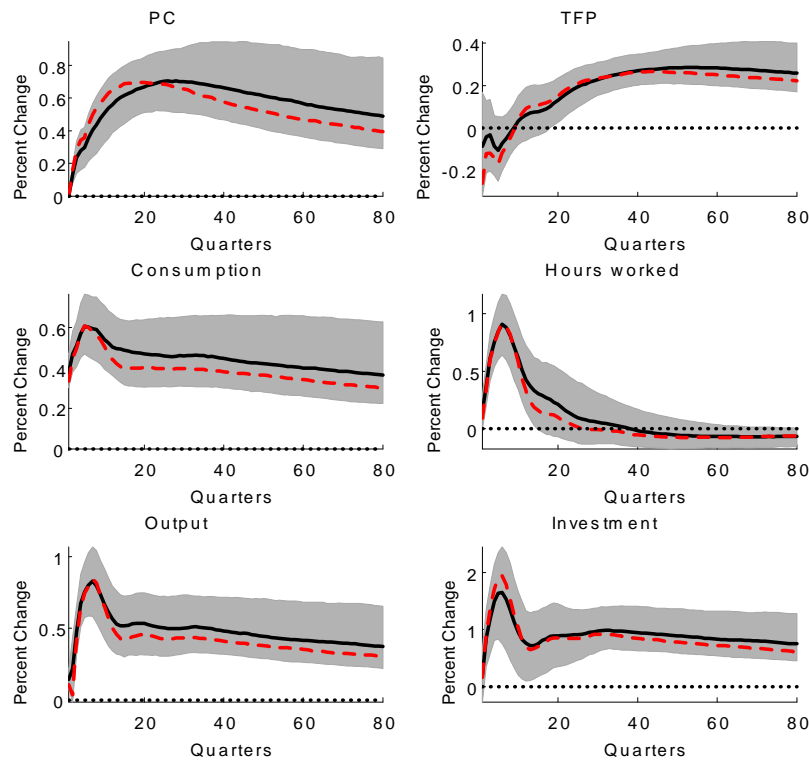 PC
TFP
Percent Change
0.8
0.6
0.4
0.2
0
20 40 60 80
Quarters
Percent Change
0.4
0.2
0
-0.2
20 40 60 80
Quarters
Consumption
Hours worked
Percent Change
0.6
0.4
0.2
0
20 40 60 80
Quarters
Percent Change
1
0.5
0
20 40 60 80
Quarters
Output
Investment
Percent Change
1
0.5
0
20 40 60 80
Quarters
Percent Change
2
1
0
20 40 60 80
Quarters